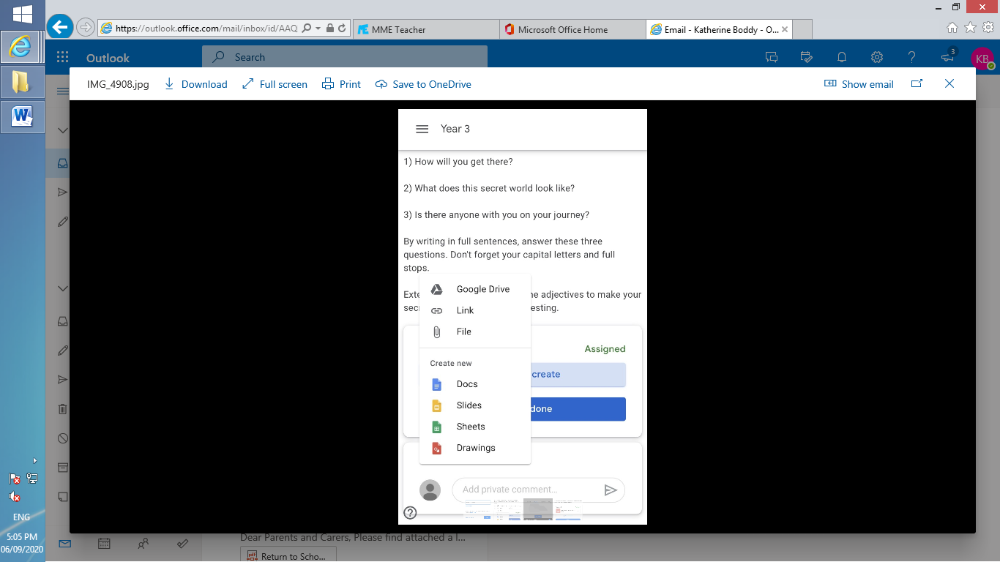 https://outlook.office.com/mail/inbox/id/AAQ
MME Teacher
Microsoft Office Home
Email - Katherine Boddy - O...
Outlook
Search
3
KB
IMG_4908.jpg
Download
Full screen
Print
Save to OneDrive
Show email
Year 3
1) How will you get there?
2) What does this secret world look like?
3) Is there anyone with you on your journey?
By writing in full sentences, answer these three
questions. Don't forget your capital letters and full
stops.
Google Drive
Exte
ne adjectives to make your
Link
secr
esting.
File
Assigned
Create new
create
Docs
Slides
done
Sheets
Drawings
Add private comment...
ENG
5:05 PM
06/09/2020
Dear Parents and Carers, Please find attached a l...
Return to Scho...